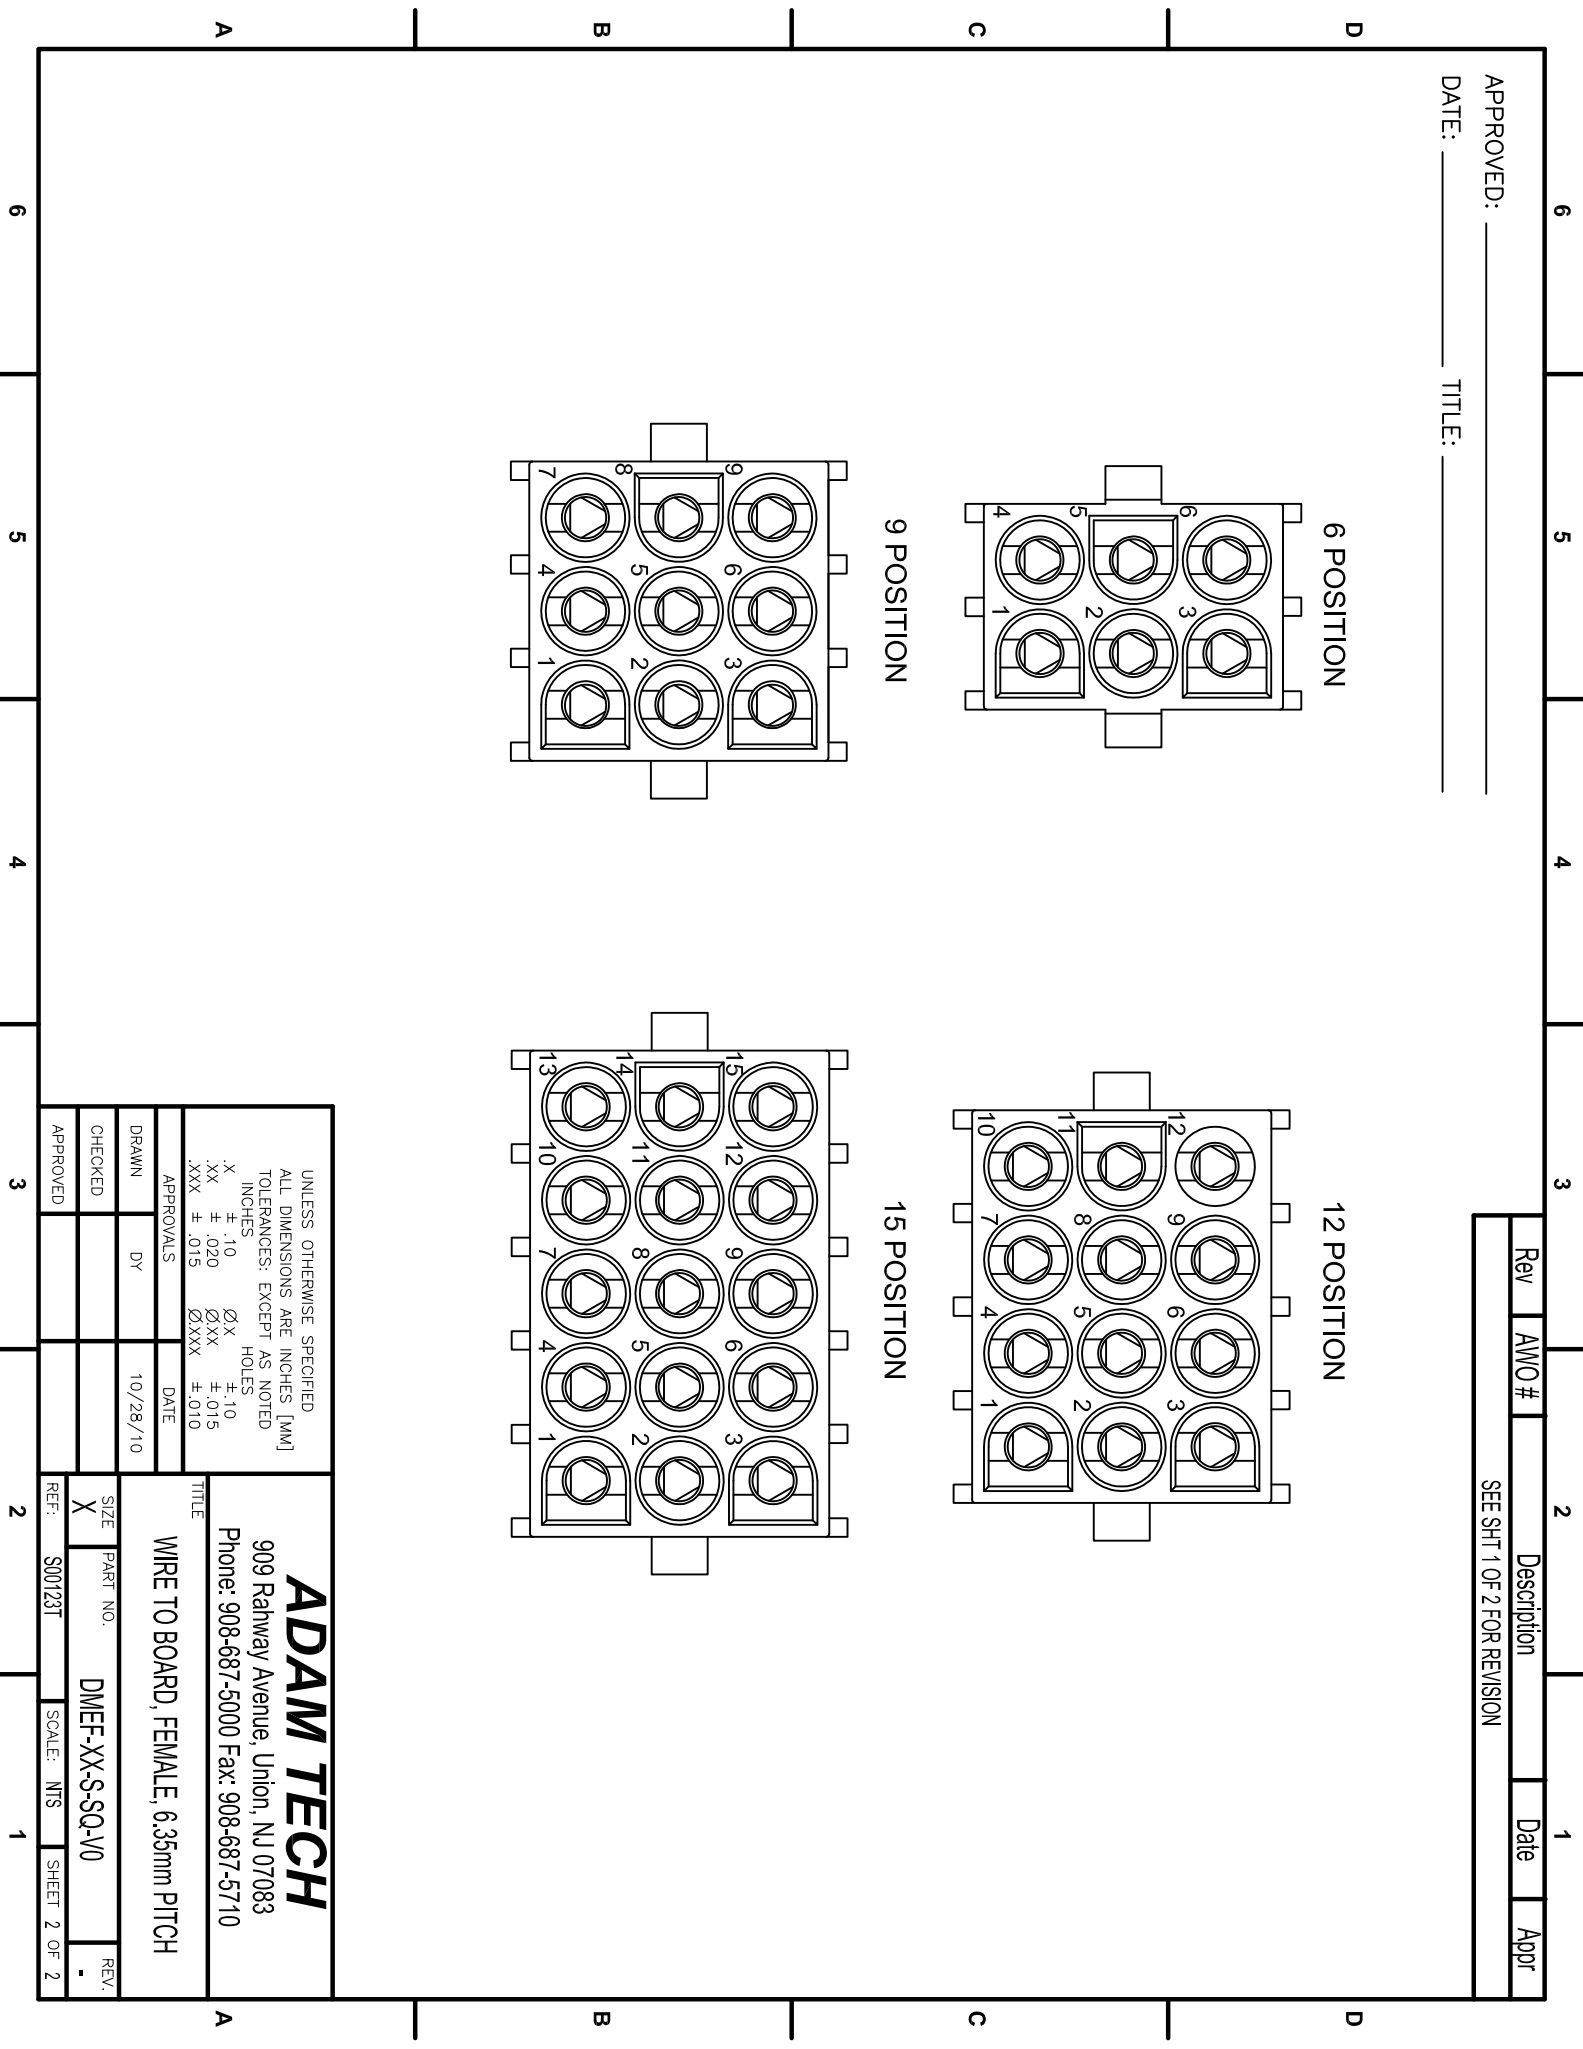 D
C
B
A
D
C
B
A
6
5
4
3
2
1
6
5
4
3
2
1
APPROVED:
DATE: TITLE:
Rev AWO # Description Date Appr
SEE SHT 1 OF 2 FOR REVISION
6 POSITION
4 5 6
1 2 3
12 POSITION
10 11 12
7 8 9
4 5 6
1 2 3
9 POSITION
7 8 9
4 5 6
1 2 3
15 POSITION
13 14 15
10 11 12
7 8 9
4 5 6
1 2 3
UNLESS OTHERWISE SPECIFIED
ALL DIMENSIONS ARE INCHES [MM]
TOLERANCES: EXCEPT AS NOTED
INCHES HOLES
.X ± .10 Ø.X ±.10
.XX ± .020 Ø.XX ±.015
.XXX ± .015 Ø.XXX ±.010
APPROVALS DATE
DRAWN DY 10/28/10
CHECKED
APPROVED
ADAM TECH
909 Rahway Avenue, Union, NJ 07083
Phone: 908-687-5000 Fax: 908-687-5710
TITLE
WIRE TO BOARD, FEMALE, 6.35mm PITCH
SIZE PART NO. REV.
X DMEF-XX-S-SQ-V0 -
REF: S00123T SCALE: NTS SHEET 2 OF 2